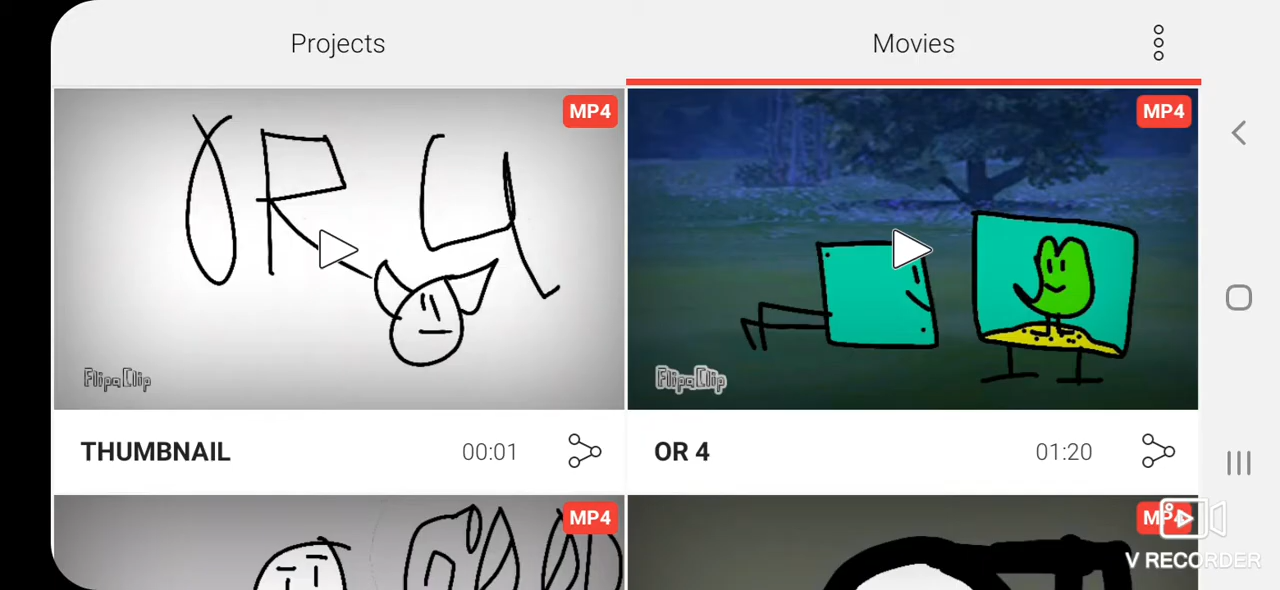 Projects
Movies
MP4
MP4
OR 4
FlipaClip
FlipaClip
THUMBNAIL
00:01
OR 4
01:20
MP4
MP4
V RECORDER